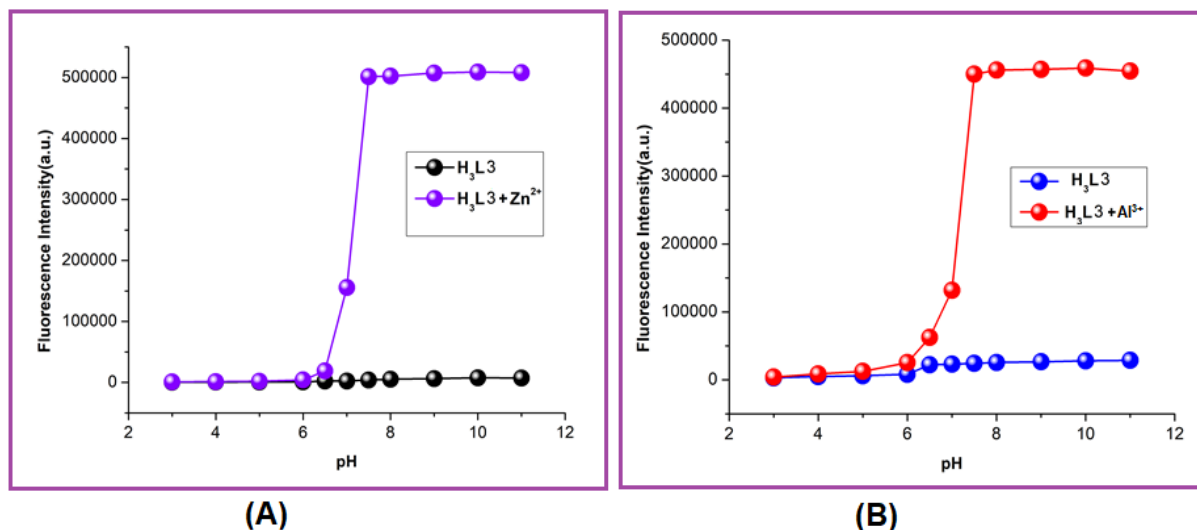 Fluorescence Intensity(a.u.)
500000
400000
300000
200000
100000
0
2 4 6 8 10 12
pH
H₃L3
H₃L3+Zn²⁺
(A)
Fluorescence Intensity(a.u.)
500000
400000
300000
200000
100000
0
2 4 6 8 10 12
pH
H₃L3
H₃L3 +Al³⁺
(B)